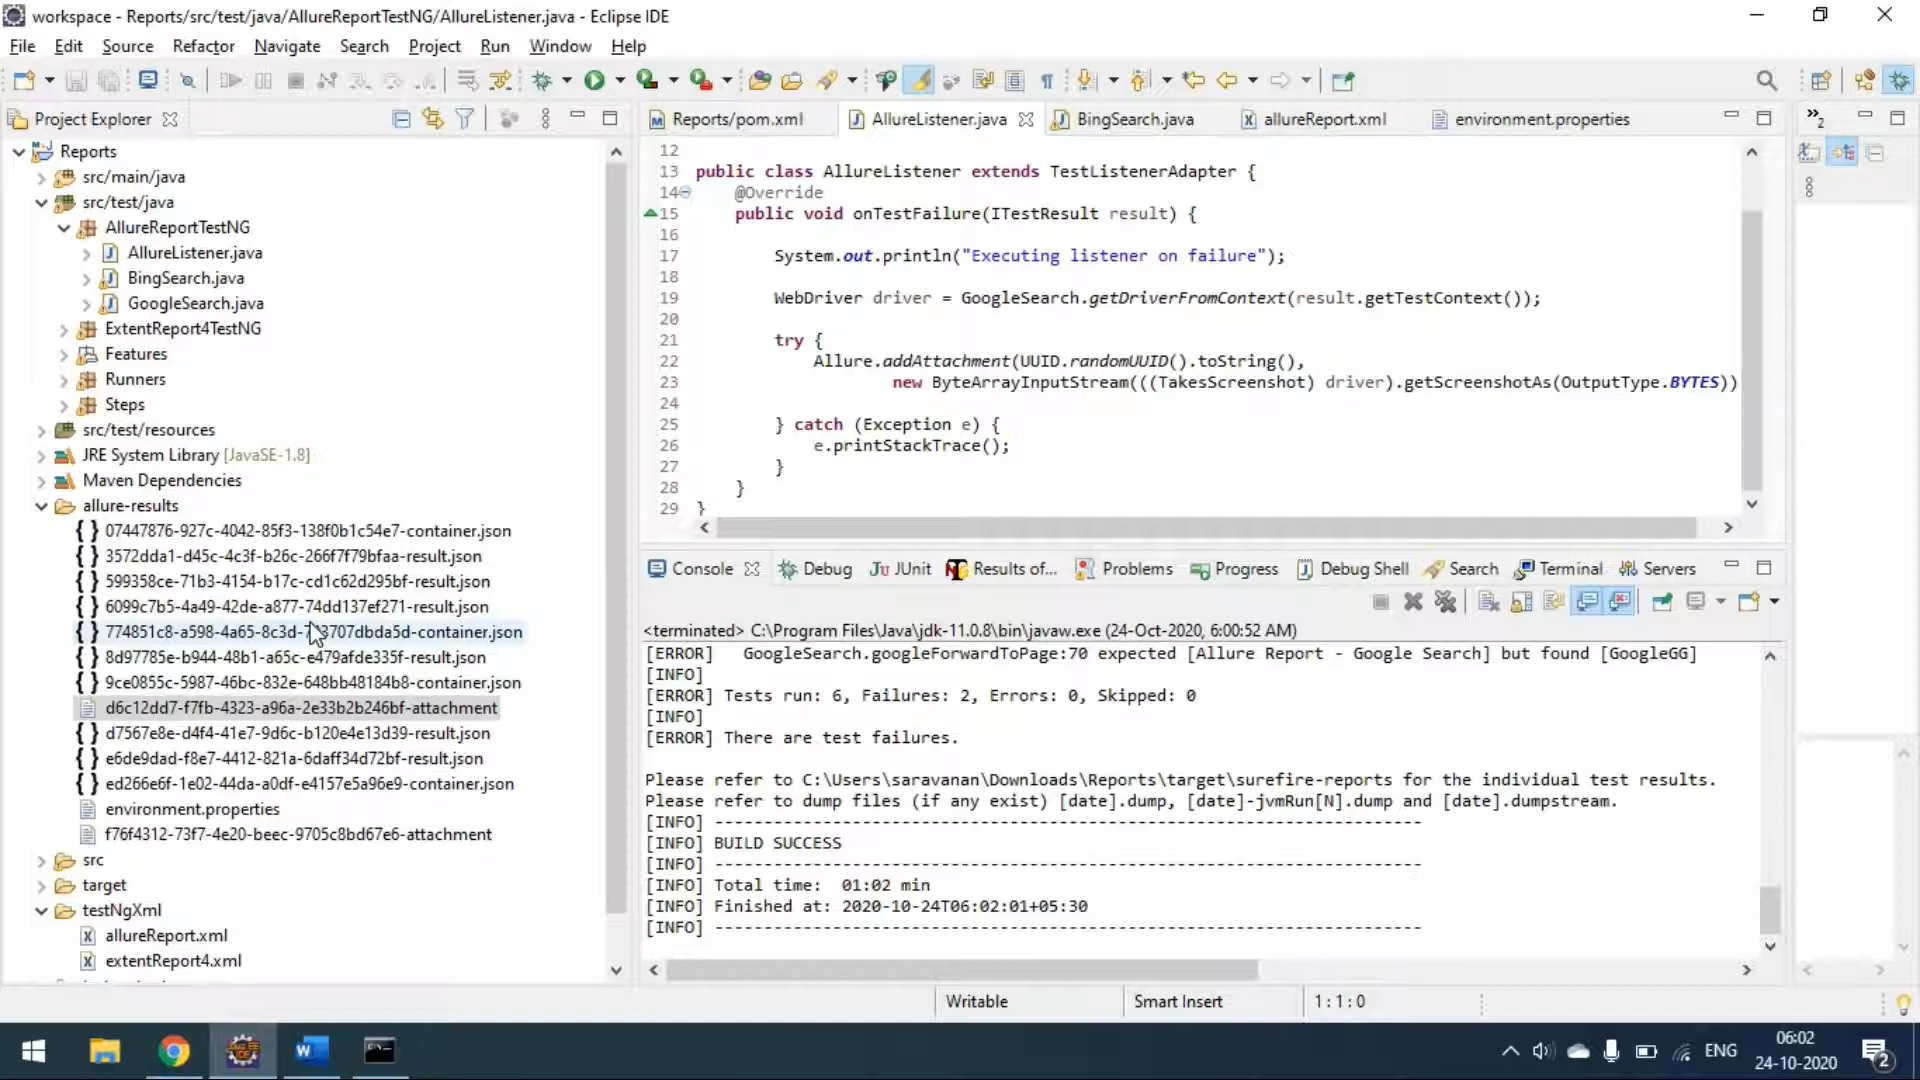 workspace - Reports/src/test/java/AllureReportTestNG/AllureListener.java - Eclipse IDE
File Edit Source Refactor Navigate Search Project Run Window Help
Project Explorer
Reports
src/main/java
src/test/java
AllureReportTestNG
AllureListener.java
BingSearch.java
GoogleSearch.java
ExtentReport4TestNG
Features
Runners
Steps
src/test/resources
JRE System Library [JavaSE-1.8]
Maven Dependencies
allure-results
07447876-927c-4042-85f3-138f0b1c54e7-container.json
3572dda1-d45c-4c3f-b26c-266f7f79bfaa-result.json
599358ce-71b3-4154-b17c-cd1c62d295bf-result.json
6099c7b5-4a49-42de-a877-74dd137ef271-result.json
8d97785e-b944-48b1-a65c-e479afde335f-result.json
9ce0855c-5987-46bc-832e-648bb48184b8-container.json
d6c12dd7-f7fb-4323-a96a-2e33b2b246bf-attachment
d7567e8e-d4f4-41e7-9d6c-b120e4e13d39-result.json
e6de9dad-f8e7-4412-821a-6daff34d72bf-result.json
ed266e6f-1e02-44da-a0df-e4157e5a96e9-container.json
environment.properties
f76f4312-73f7-4e20-beec-9705c8bd67e6-attachment
src
target
testNgXml
allureReport.xml
extentReport4.xml
Reports/pom.xml AllureListener.java BingSearch.java allureReport.xml environment.properties
2
12
13 public class AllureListener extends TestListenerAdapter {
14 @Override
15 public void onTestFailure(ITestResult result) {
16
17 System.out.println("Executing listener on failure");
18
19 WebDriver driver = GoogleSearch.getDriverFromContext(result.getTestContext());
20
21 try {
22 Allure.addAttachment(UUID.randomUUID().toString(),
23 new ByteArrayInputStream(((TakesScreenshot) driver).getScreenshotAs(OutputType.BYTES))
24
25 } catch (Exception e) {
26 e.printStackTrace();
27 }
28 }
29 }
Console Debug Ju JUnit Results of... Problems Progress Debug Shell Search Terminal Servers
<terminated> C:\Program Files\Java\jdk-11.0.8\bin\javaw.exe (24-Oct-2020, 6:00:52 AM)
[ERROR] GoogleSearch.googleForwardToPage:70 expected [Allure Report - Google Search] but found [GoogleGG]
[INFO]
[ERROR] Tests run: 6, Failures: 2, Errors: 0, Skipped: 0
[INFO]
[ERROR] There are test failures.
Please refer to C:\Users\saravanan\Downloads\Reports\target\surefire-reports for the individual test results.
Please refer to dump files (if any exist) [date].dump, [date]-jvmRun[N].dump and [date].dumpstream.
[INFO] ------------------------------------------------------------------------
[INFO] BUILD SUCCESS
[INFO] ------------------------------------------------------------------------
[INFO] Total time: 01:02 min
[INFO] Finished at: 2020-10-24T06:02:01+05:30
[INFO] ------------------------------------------------------------------------
Writable Smart Insert 1 : 1 : 0
ENG
06:02
24-10-2020
2